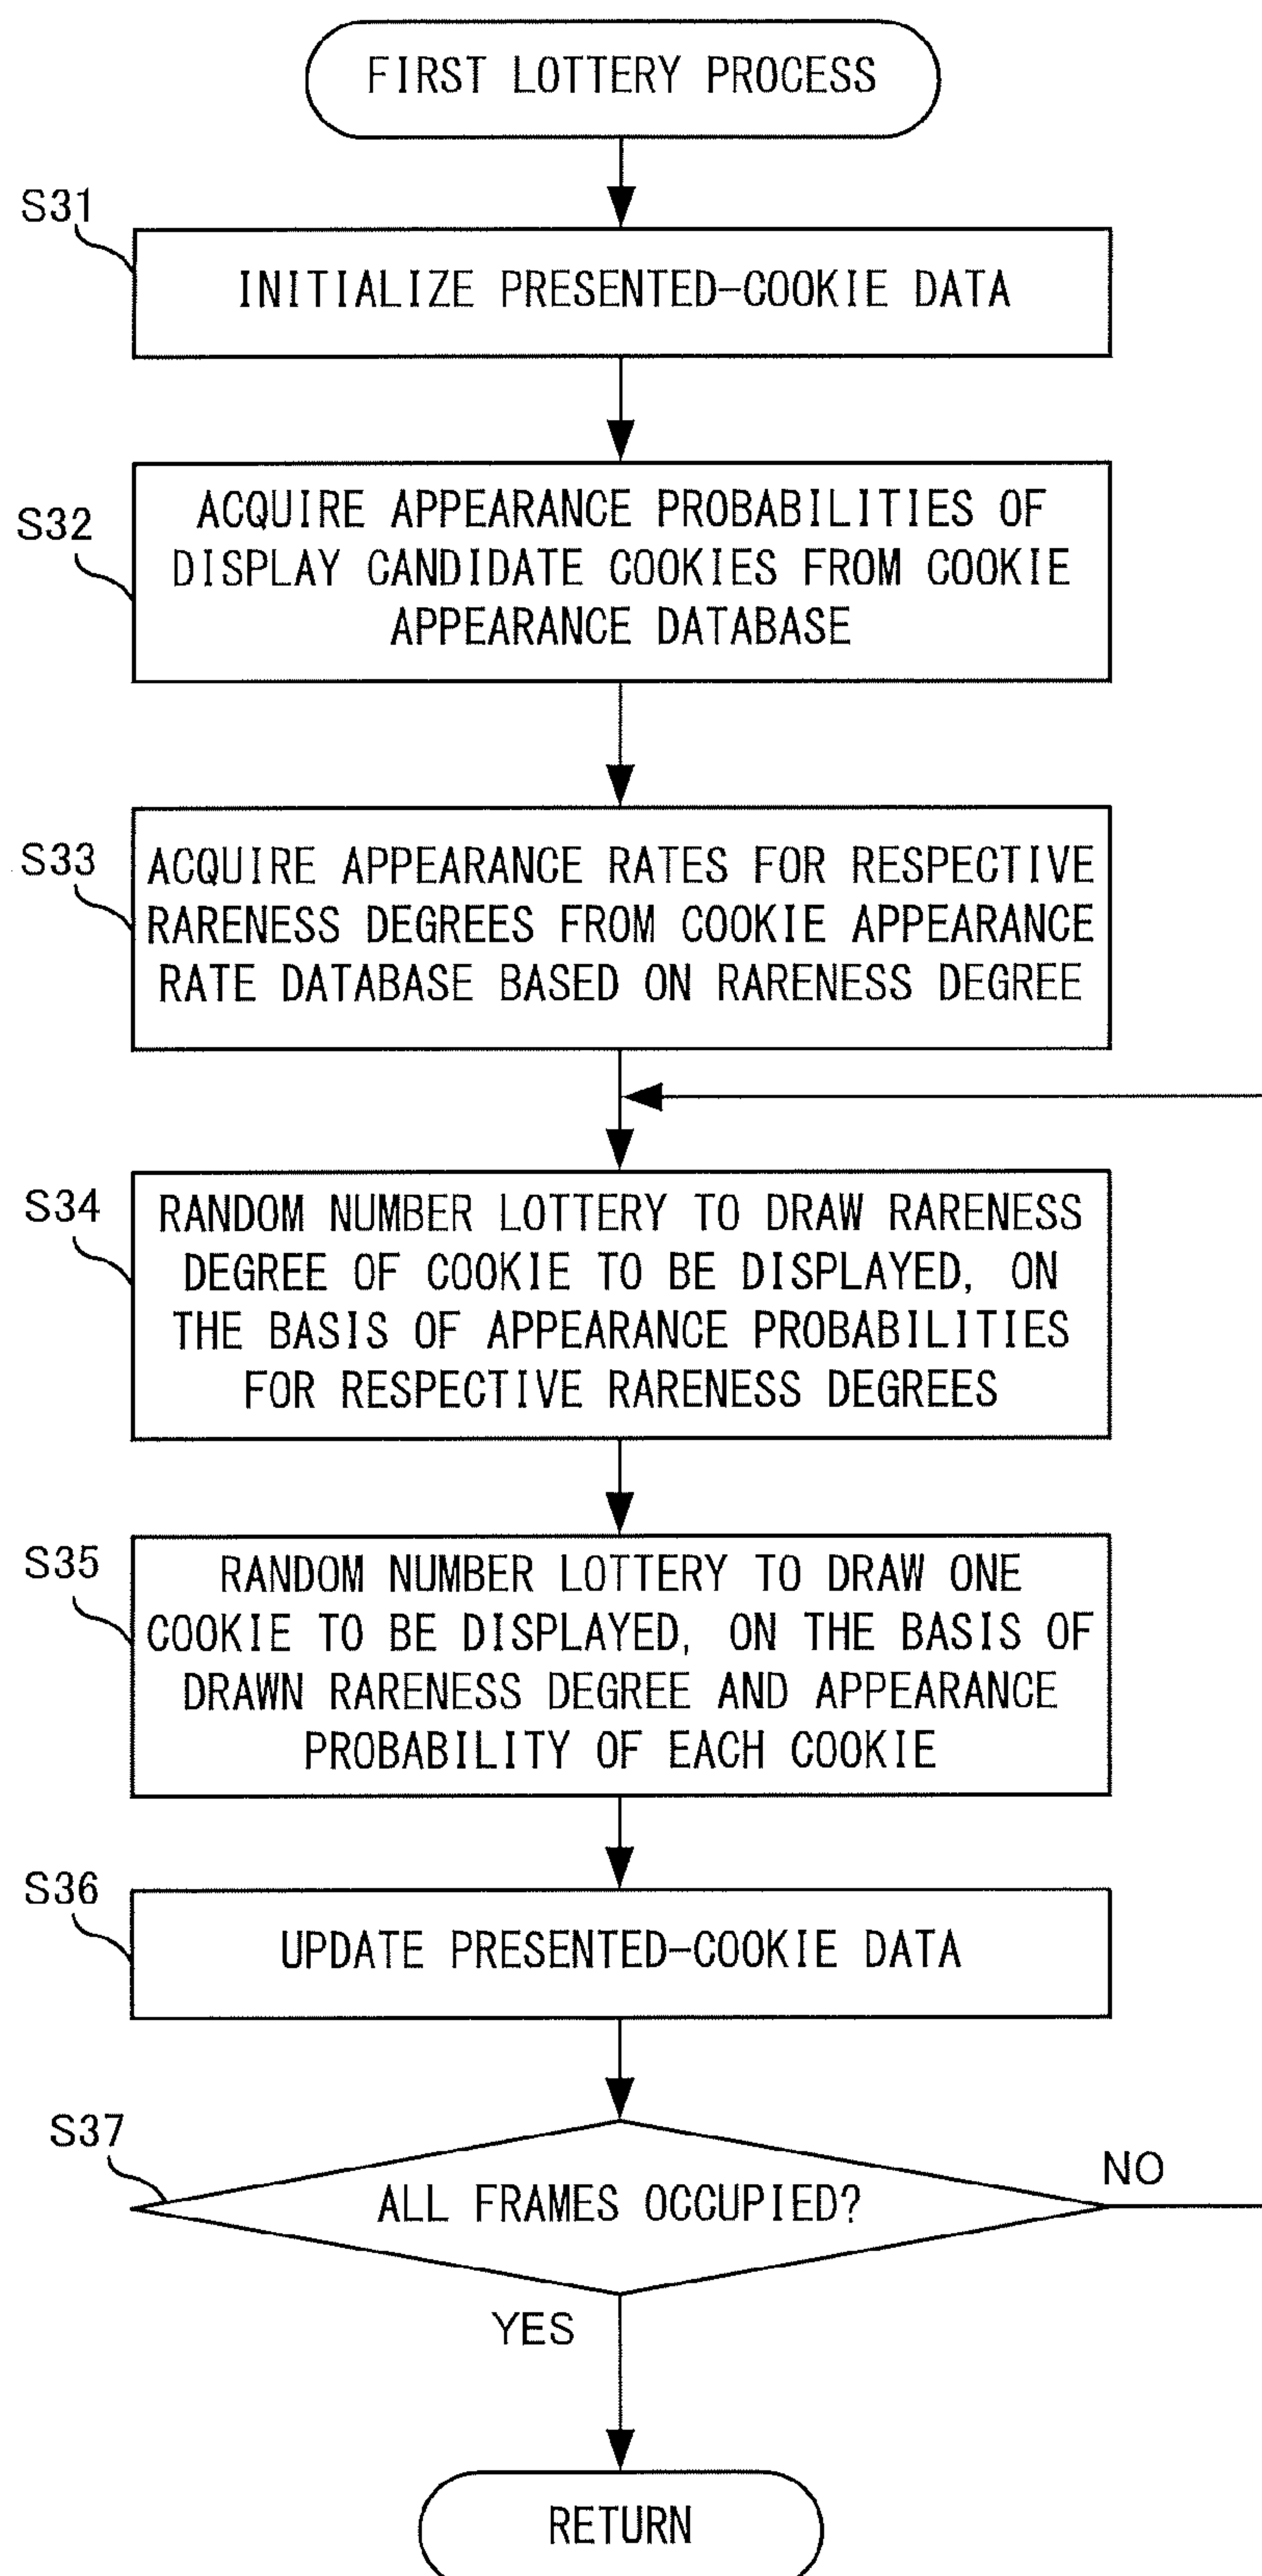 FIRST LOTTERY PROCESS
S31
INITIALIZE PRESENTED-COOKIE DATA
S32
ACQUIRE APPEARANCE PROBABILITIES OF
DISPLAY CANDIDATE COOKIES FROM COOKIE
APPEARANCE DATABASE
S33
ACQUIRE APPEARANCE RATES FOR RESPECTIVE
RARENESS DEGREES FROM COOKIE APPEARANCE
RATE DATABASE BASED ON RARENESS DEGREE
S34
RANDOM NUMBER LOTTERY TO DRAW RARENESS
DEGREE OF COOKIE TO BE DISPLAYED, ON
THE BASIS OF APPEARANCE PROBABILITIES
FOR RESPECTIVE RARENESS DEGREES
S35
RANDOM NUMBER LOTTERY TO DRAW ONE
COOKIE TO BE DISPLAYED, ON THE BASIS OF
DRAWN RARENESS DEGREE AND APPEARANCE
PROBABILITY OF EACH COOKIE
S36
UPDATE PRESENTED-COOKIE DATA
S37
ALL FRAMES OCCUPIED?
NO
YES
RETURN